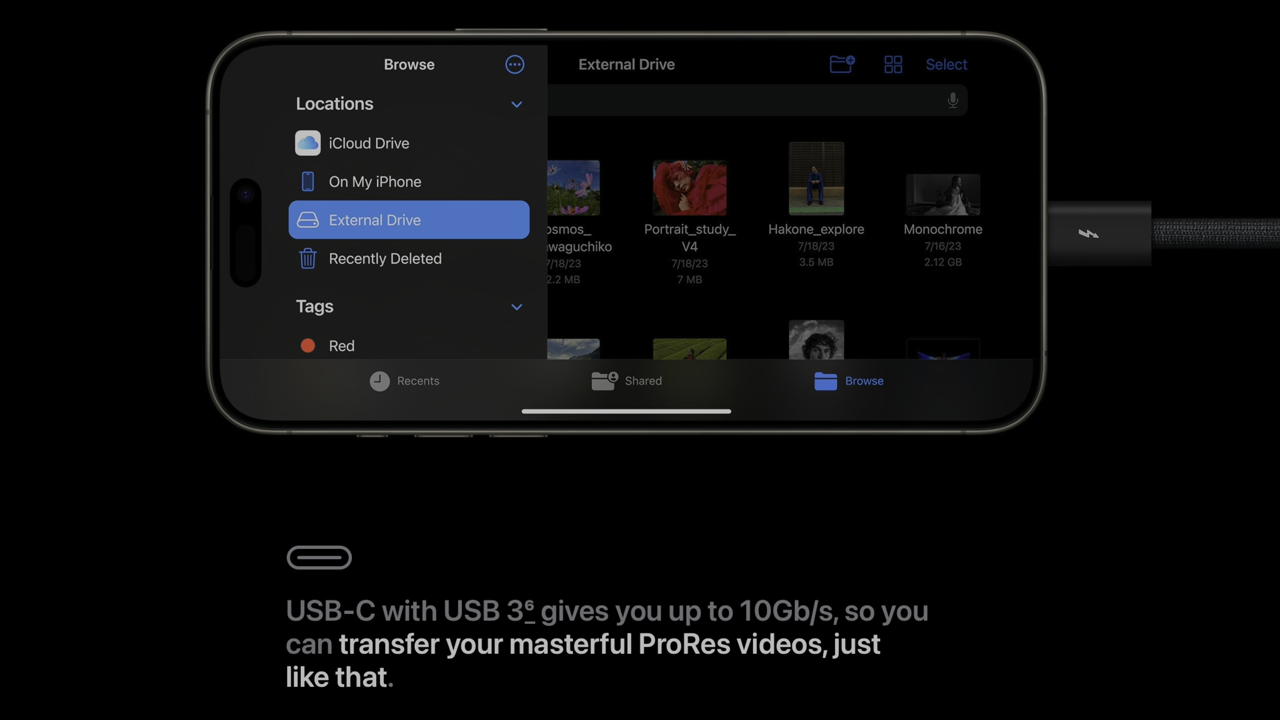 Browse
External Drive
Select
Locations
iCloud Drive
On My iPhone
External Drive
Recently Deleted
Portrait_study_
V4
7/18/23
7 MB
Hakone_explore
7/18/23
3.5 MB
Monochrome
7/16/23
2.12 GB
osmos_
waguchiko
7/18/23
2.2 MB
Tags
Red
Recents
Shared
Browse
USB-C with USB 3⁶ gives you up to 10Gb/s, so you
can transfer your masterful ProRes videos, just
like that.